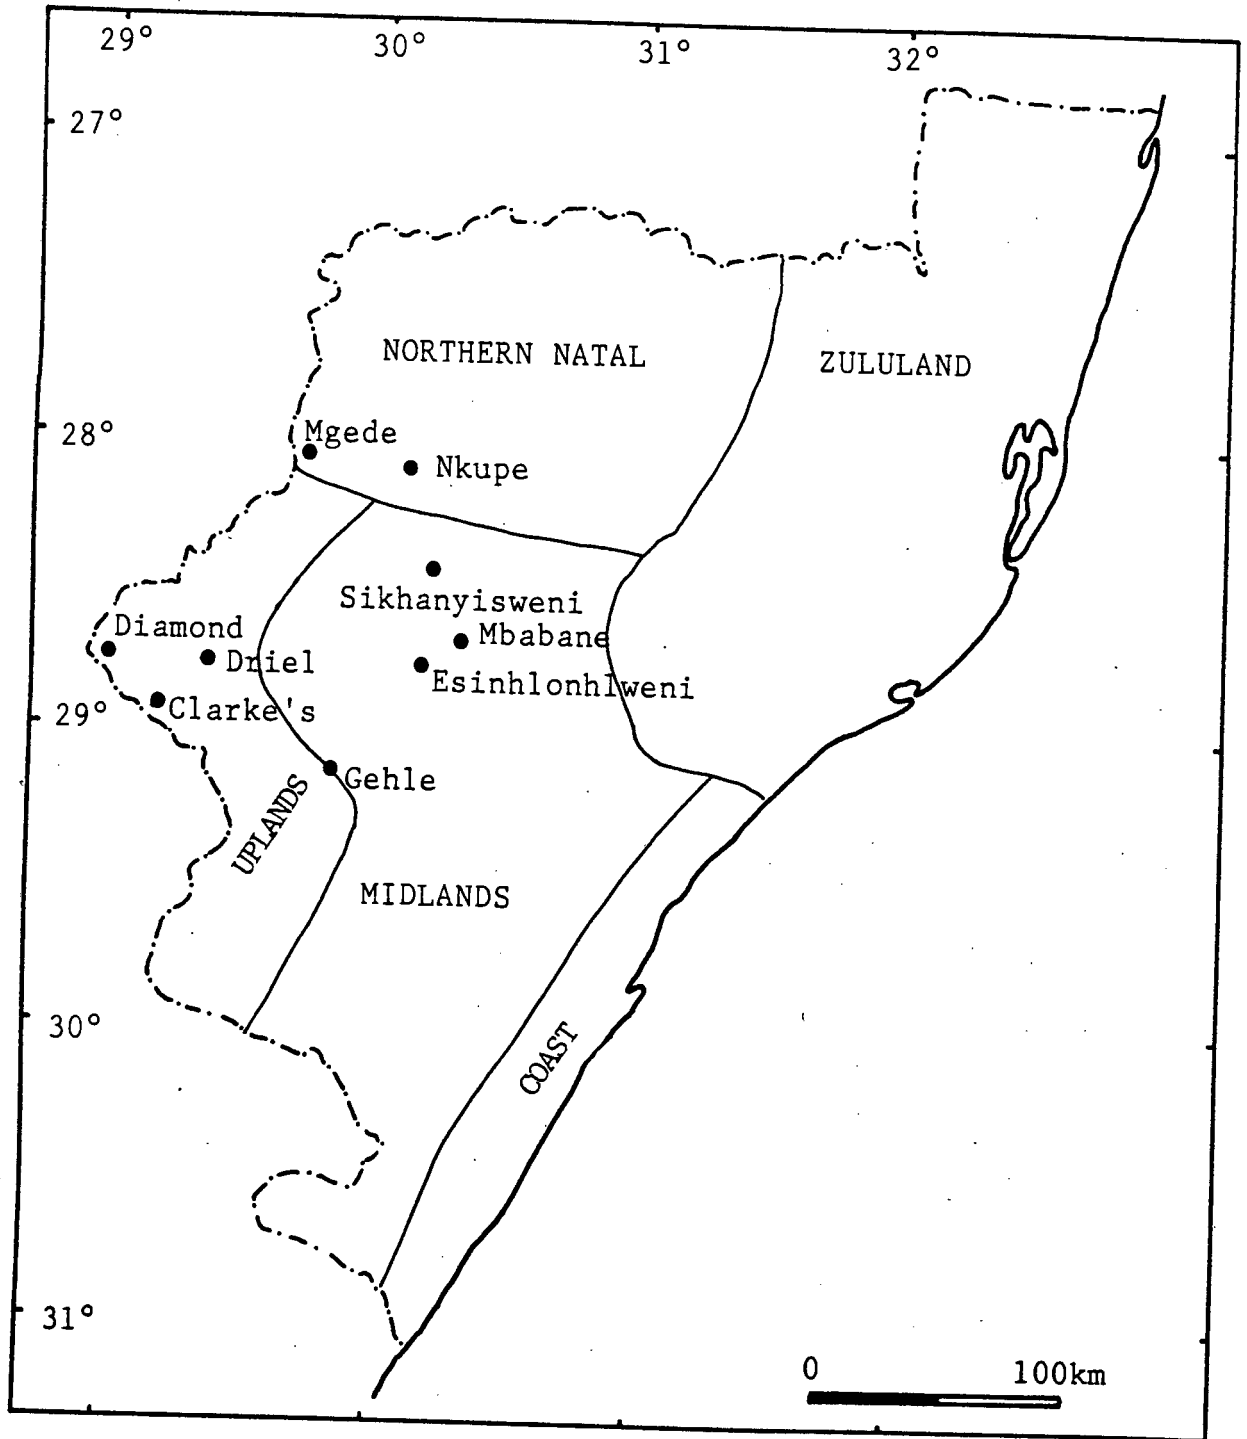 29° 30° 31° 32°
27°
NORTHERN NATAL
ZULULAND
28°
Mgede
Nkupe
Sikhanyisweni
Diamond
Mbabane
Driel
Esinhlonhlweni
29°
Clarke's
Gehle
UPLANDS
MIDLANDS
30°
COAST
31°
0 100km